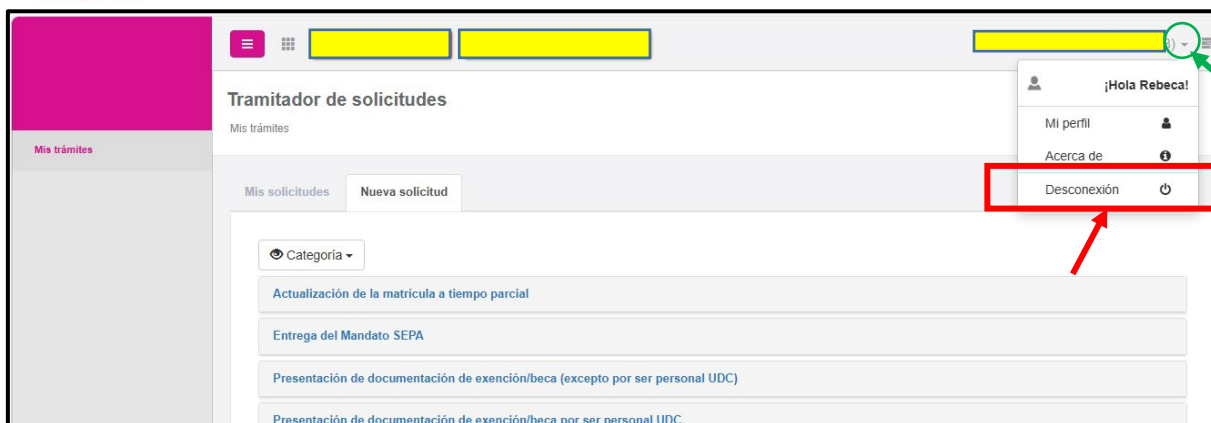 3)
¡Hola Rebeca!
Tramitador de solicitudes
Mis trámites
Mi perfil
Mis trámites
Acerca de
Desconexión
Mis solicitudes
Nueva solicitud
Categoría
Actualización de la matrícula a tiempo parcial
Entrega del Mandato SEPA
Presentación de documentación de exención/beca (excepto por ser personal UDC)
Presentación de documentación de exención/beca por ser personal UDC